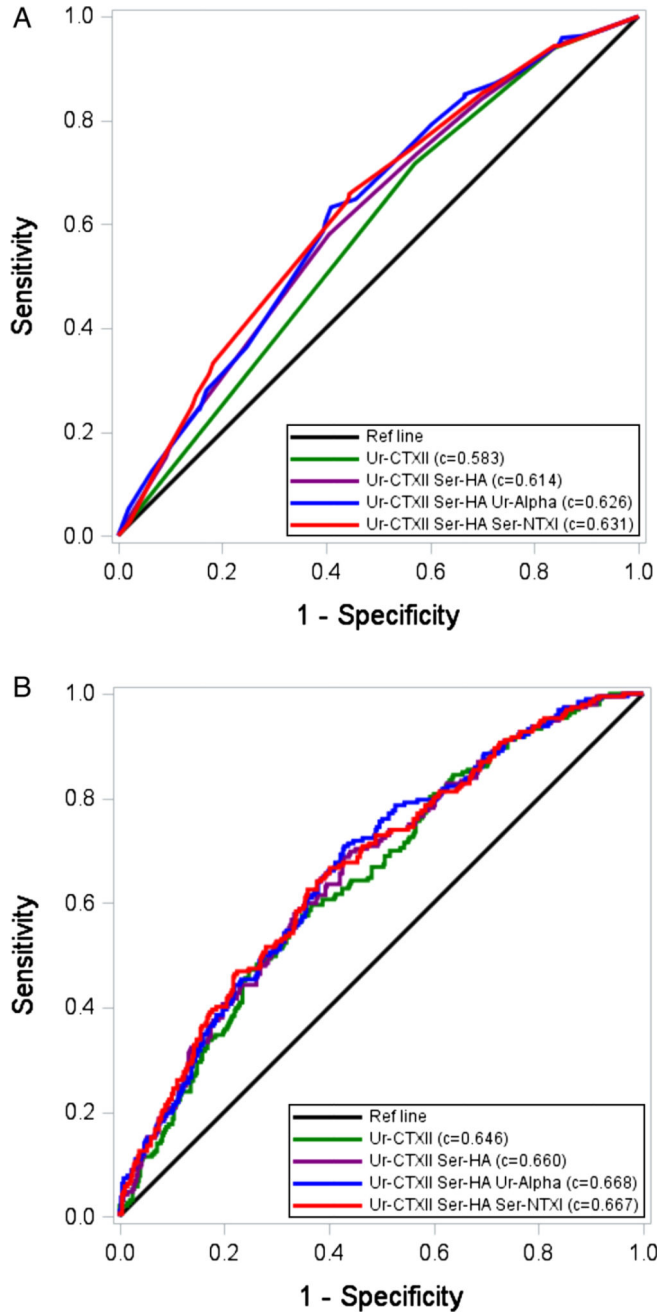 A
1.0
0.8
0.6
0.4
0.2
0.0
Sensitivity
Ref line
Ur-CTXII (c=0.583)
Ur-CTXII Ser-HA (c=0.614)
Ur-CTXII Ser-HA Ur-Alpha (c=0.626)
Ur-CTXII Ser-HA Ser-NTXI (c=0.631)
0.0 0.2 0.4 0.6 0.8 1.0
1 - Specificity
B
1.0
0.8
0.6
0.4
0.2
0.0
Sensitivity
Ref line
Ur-CTXII (c=0.646)
Ur-CTXII Ser-HA (c=0.660)
Ur-CTXII Ser-HA Ur-Alpha (c=0.668)
Ur-CTXII Ser-HA Ser-NTXI (c=0.667)
0.0 0.2 0.4 0.6 0.8 1.0
1 - Specificity